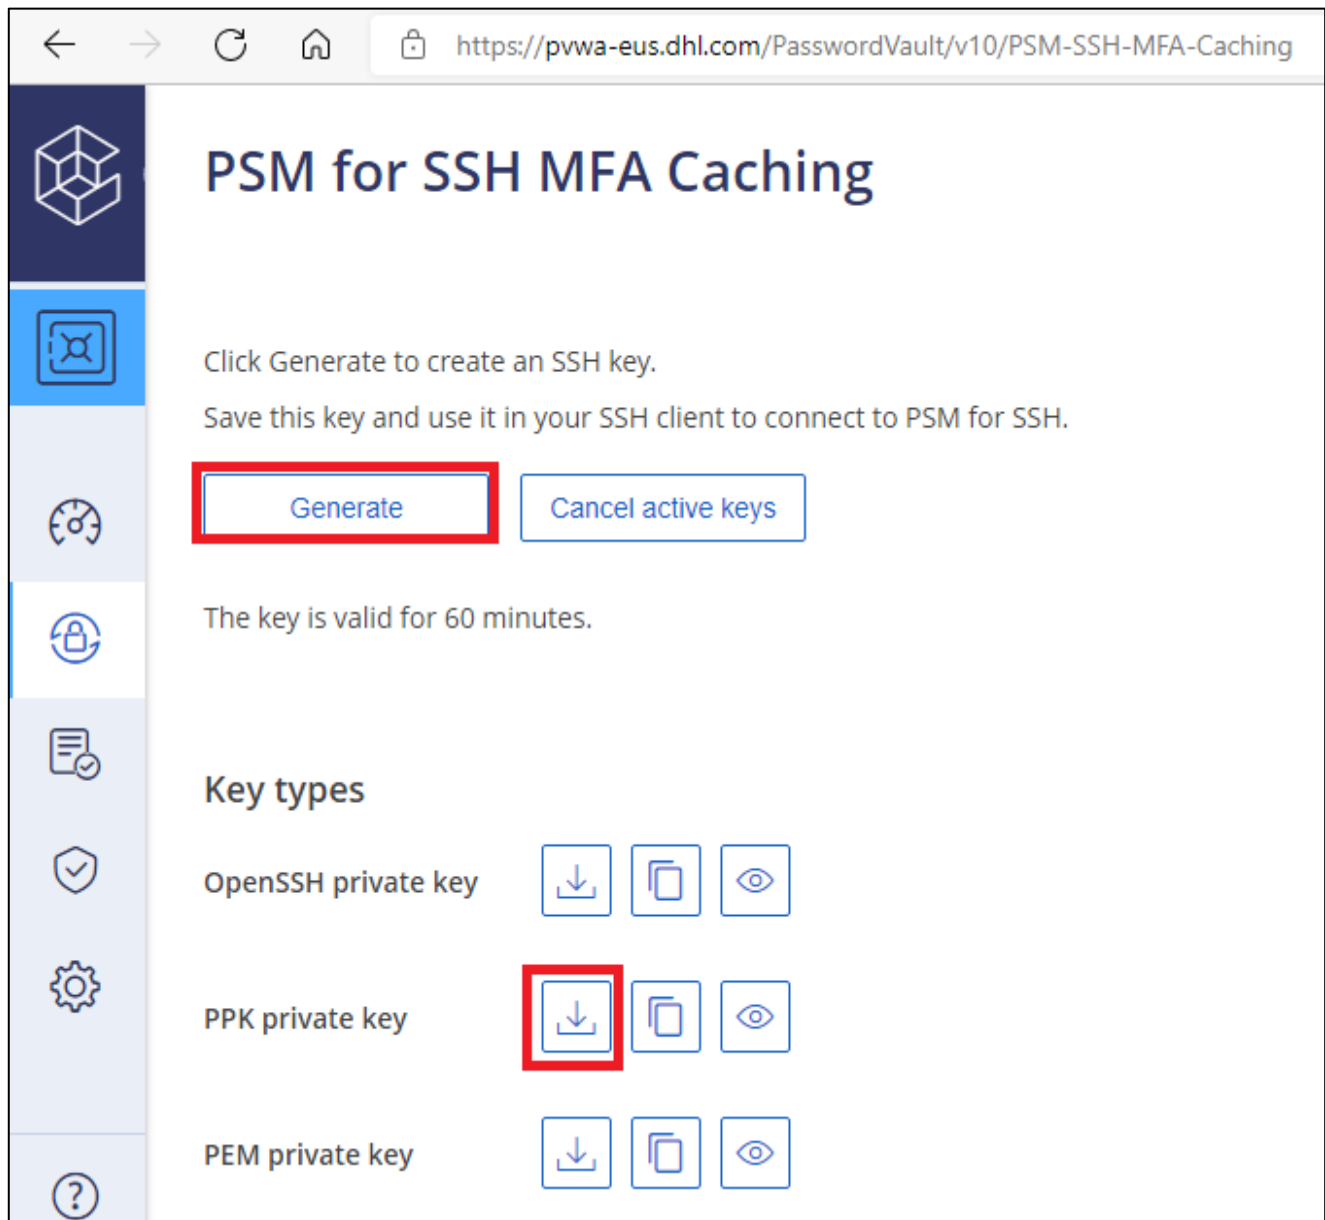 https://pvwa-eus.dhl.com/PasswordVault/v10/PSM-SSH-MFA-Caching
PSM for SSH MFA Caching
Click Generate to create an SSH key.
Save this key and use it in your SSH client to connect to PSM for SSH.
Generate
Cancel active keys
The key is valid for 60 minutes.
Key types
OpenSSH private key
PPK private key
PEM private key
?